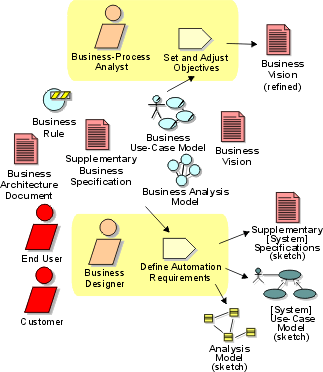 Business-Process
Analyst
Set and Adjust
Objectives
Business
Vision
(refined)
Business
Rule
Business
Use-Case Model
Business
Vision
Supplementary
Business
Specification
Business
Architecture
Document
Business Analysis
Model
End User
Business
Designer
Define Automation
Requirements
Supplementary
[System]
Specifications
(sketch)
Customer
[System]
Use-Case
Model
(sketch)
Analysis
Model
(sketch)